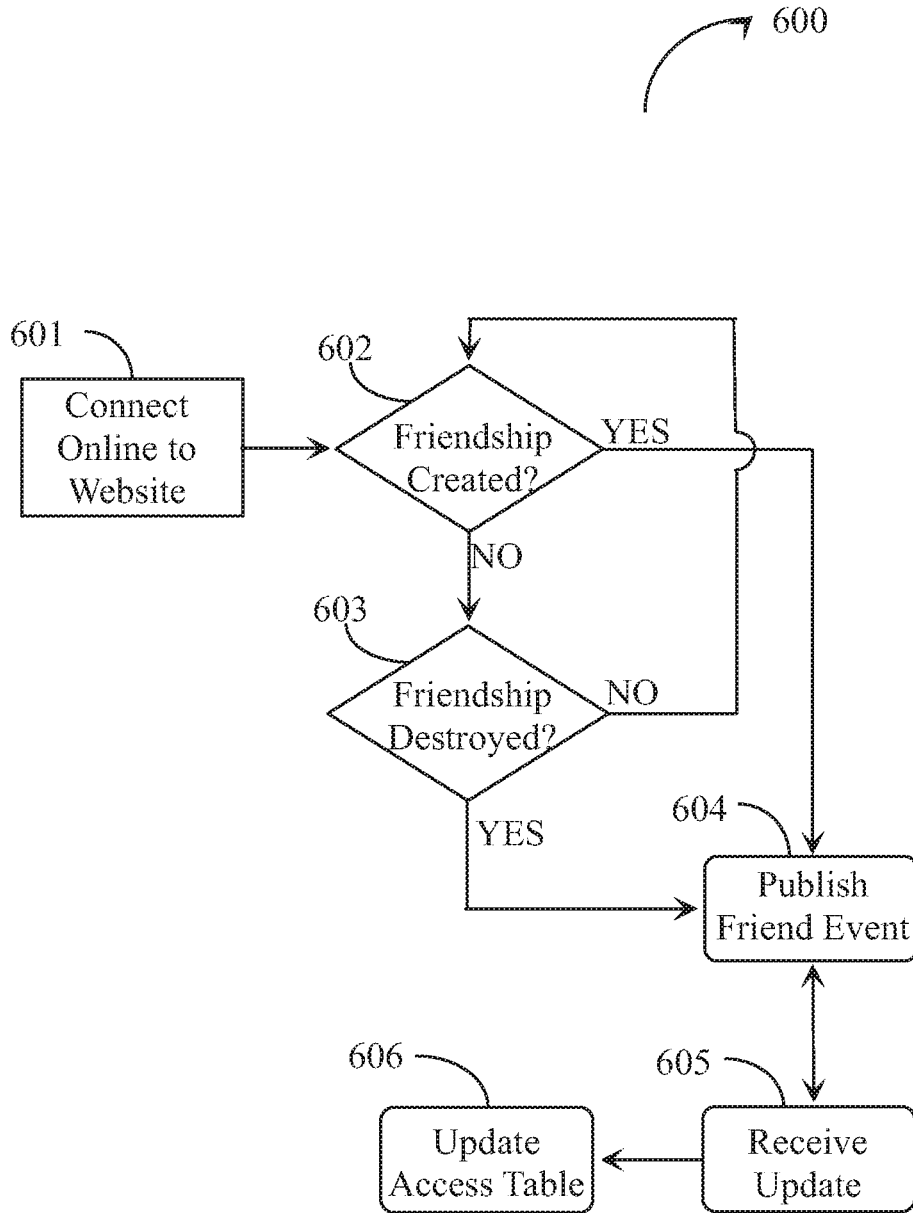 600
601
Connect
Online to
Website
602
Friendship
Created?
YES
NO
603
Friendship
Destroyed?
NO
YES
604
Publish
Friend Event
606
Update
Access Table
605
Receive
Update